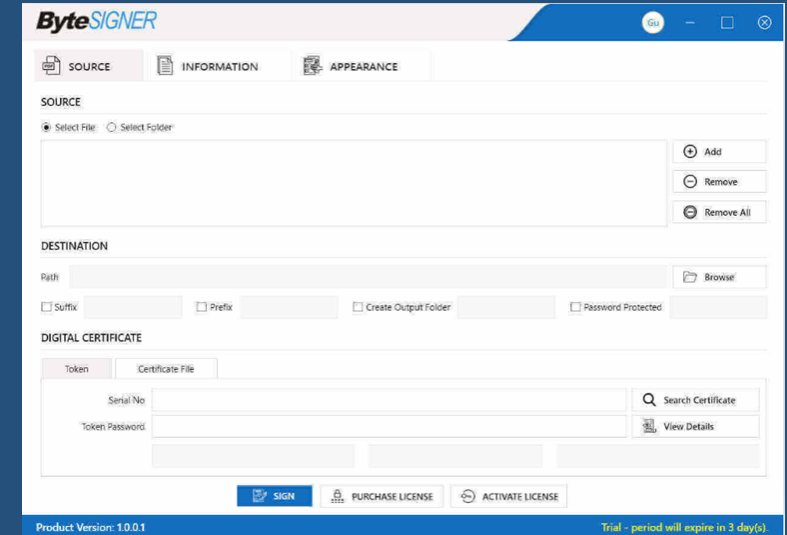 ByteSIGNER Gu
SOURCE INFORMATION APPEARANCE
SOURCE
Select File Select Folder
Add
Remove
Remove All
DESTINATION
Path Browse
Suffix Prefix Create Output Folder Password Protected
DIGITAL CERTIFICATE
Token Certificate File
Serial No Search Certificate
Token Password View Details
SIGN PURCHASE LICENSE ACTIVATE LICENSE
Product Version: 1.0.0.1 Trial - period will expire in 3 day(s).